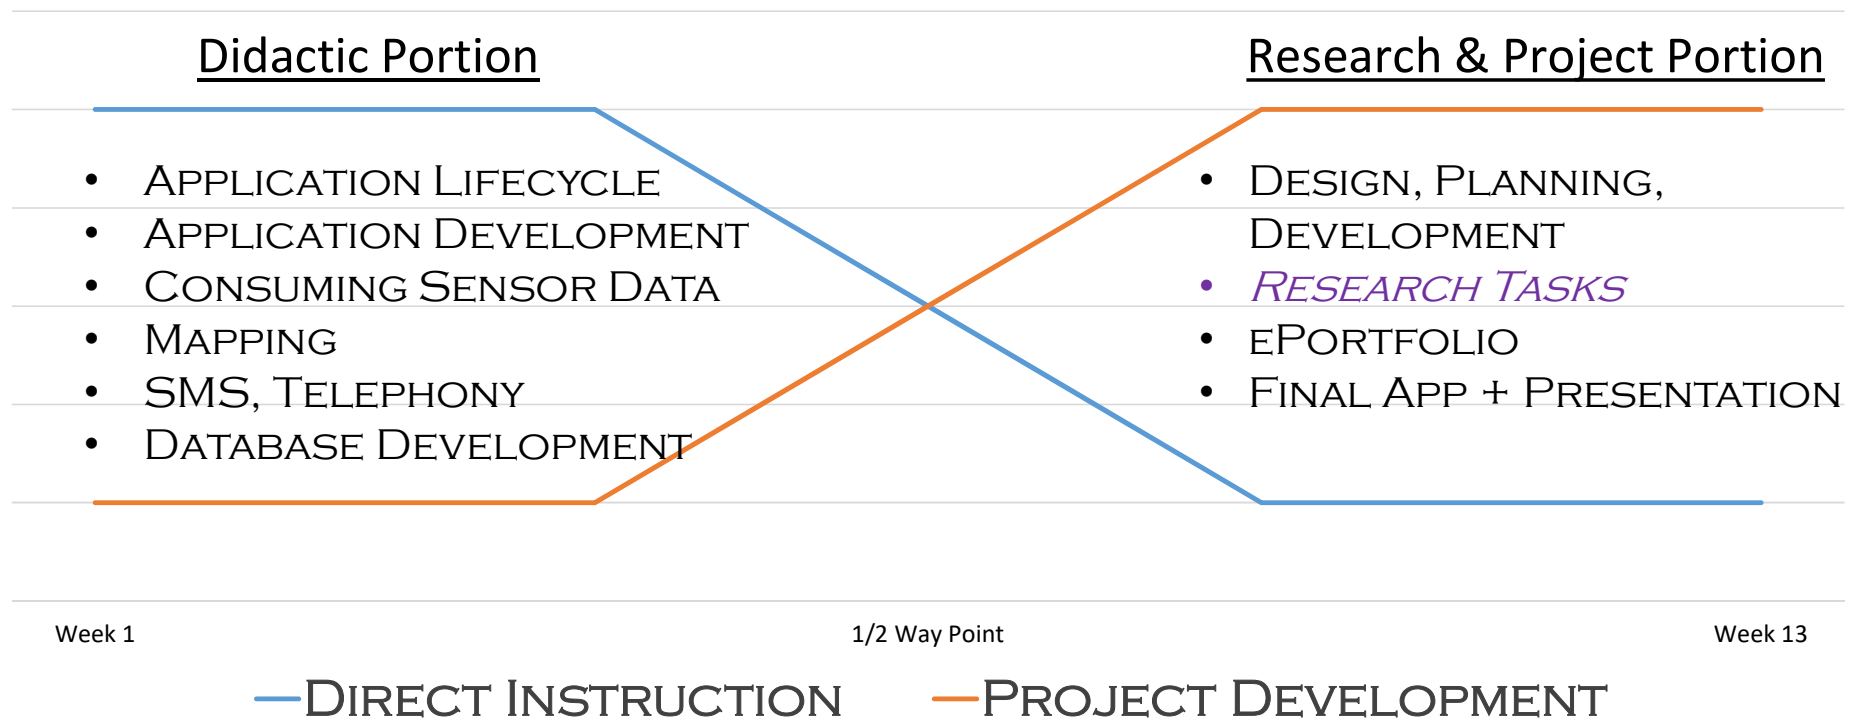 Didactic Portion
• Application Lifecycle
• Application Development
• Consuming Sensor Data
• Mapping
• SMS, Telephony
• Database Development
Research & Project Portion
• Design, Planning,
Development
• Research Tasks
• ePortfolio
• Final App + Presentation
Week 1
1/2 Way Point
Week 13
Direct Instruction
Project Development